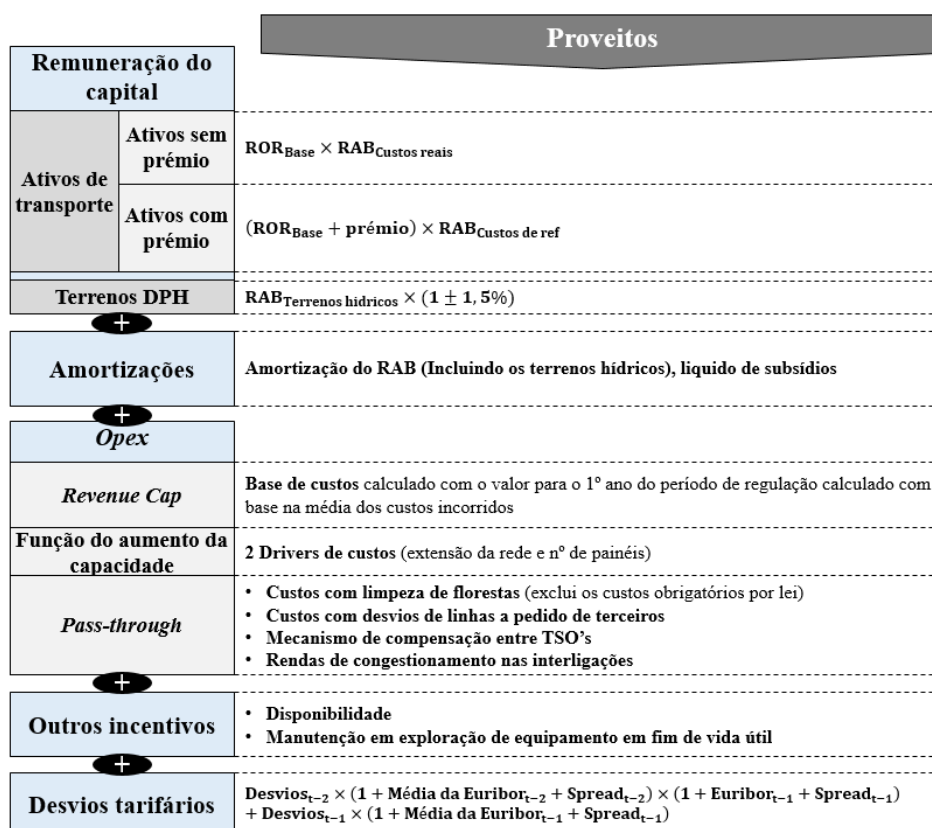 Proveitos
Remuneração do
capital
Ativos de
transporte
Ativos sem
prémio
ROR_Base × RAB_Custos reais
Ativos com
prémio
(ROR_Base + prémio) × RAB_Custos de ref
Terrenos DPH
RAB_Terrenos hídricos × (1 ± 1, 5%)
+
Amortizações
Amortização do RAB (Incluindo os terrenos hídricos), liquido de subsídios
+
Opex
Revenue Cap
Base de custos calculado com o valor para o 1º ano do período de regulação calculado com
base na média dos custos incorridos
Função do aumento da
capacidade
2 Drivers de custos (extensão da rede e nº de painéis)
Pass-through
• Custos com limpeza de florestas (exclui os custos obrigatórios por lei)
• Custos com desvios de linhas a pedido de terceiros
• Mecanismo de compensação entre TSO’s
• Rendas de congestionamento nas interligações
+
Outros incentivos
• Disponibilidade
• Manutenção em exploração de equipamento em fim de vida útil
+
Desvios tarifários
Desvios_t−2 × (1 + Média da Euribor_t−2 + Spread_t−2) × (1 + Euribor_t−1 + Spread_t−1)
+ Desvios_t−1 × (1 + Média da Euribor_t−1 + Spread_t−1)